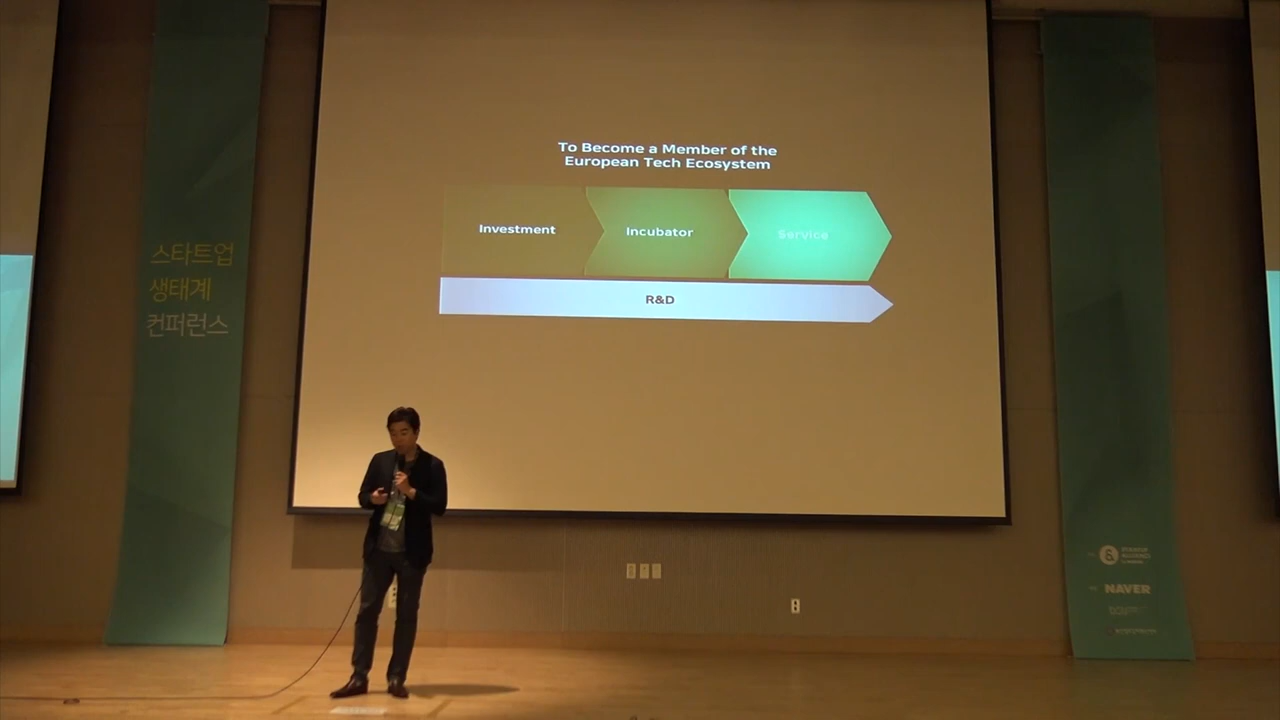 To Become a Member of the
European Tech Ecosystem
Investment
Incubator
Service
R&D
스타트업
생태계
컨퍼런스
NAVER